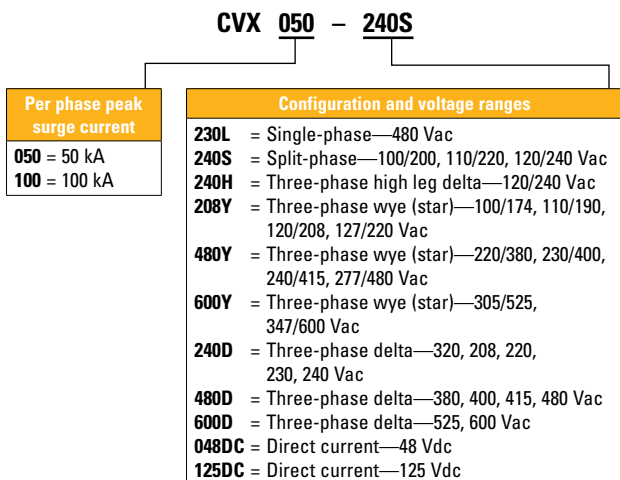 CVX 050 – 240S
Per phase peak
surge current
050 = 50 kA
100 = 100 kA
Configuration and voltage ranges
230L = Single-phase—480 Vac
240S = Split-phase—100/200, 110/220, 120/240 Vac
240H = Three-phase high leg delta—120/240 Vac
208Y = Three-phase wye (star)—100/174, 110/190,
120/208, 127/220 Vac
480Y = Three-phase wye (star)—220/380, 230/400,
240/415, 277/480 Vac
600Y = Three-phase wye (star)—305/525,
347/600 Vac
240D = Three-phase delta—320, 208, 220,
230, 240 Vac
480D = Three-phase delta—380, 400, 415, 480 Vac
600D = Three-phase delta—525, 600 Vac
048DC = Direct current—48 Vdc
125DC = Direct current—125 Vdc